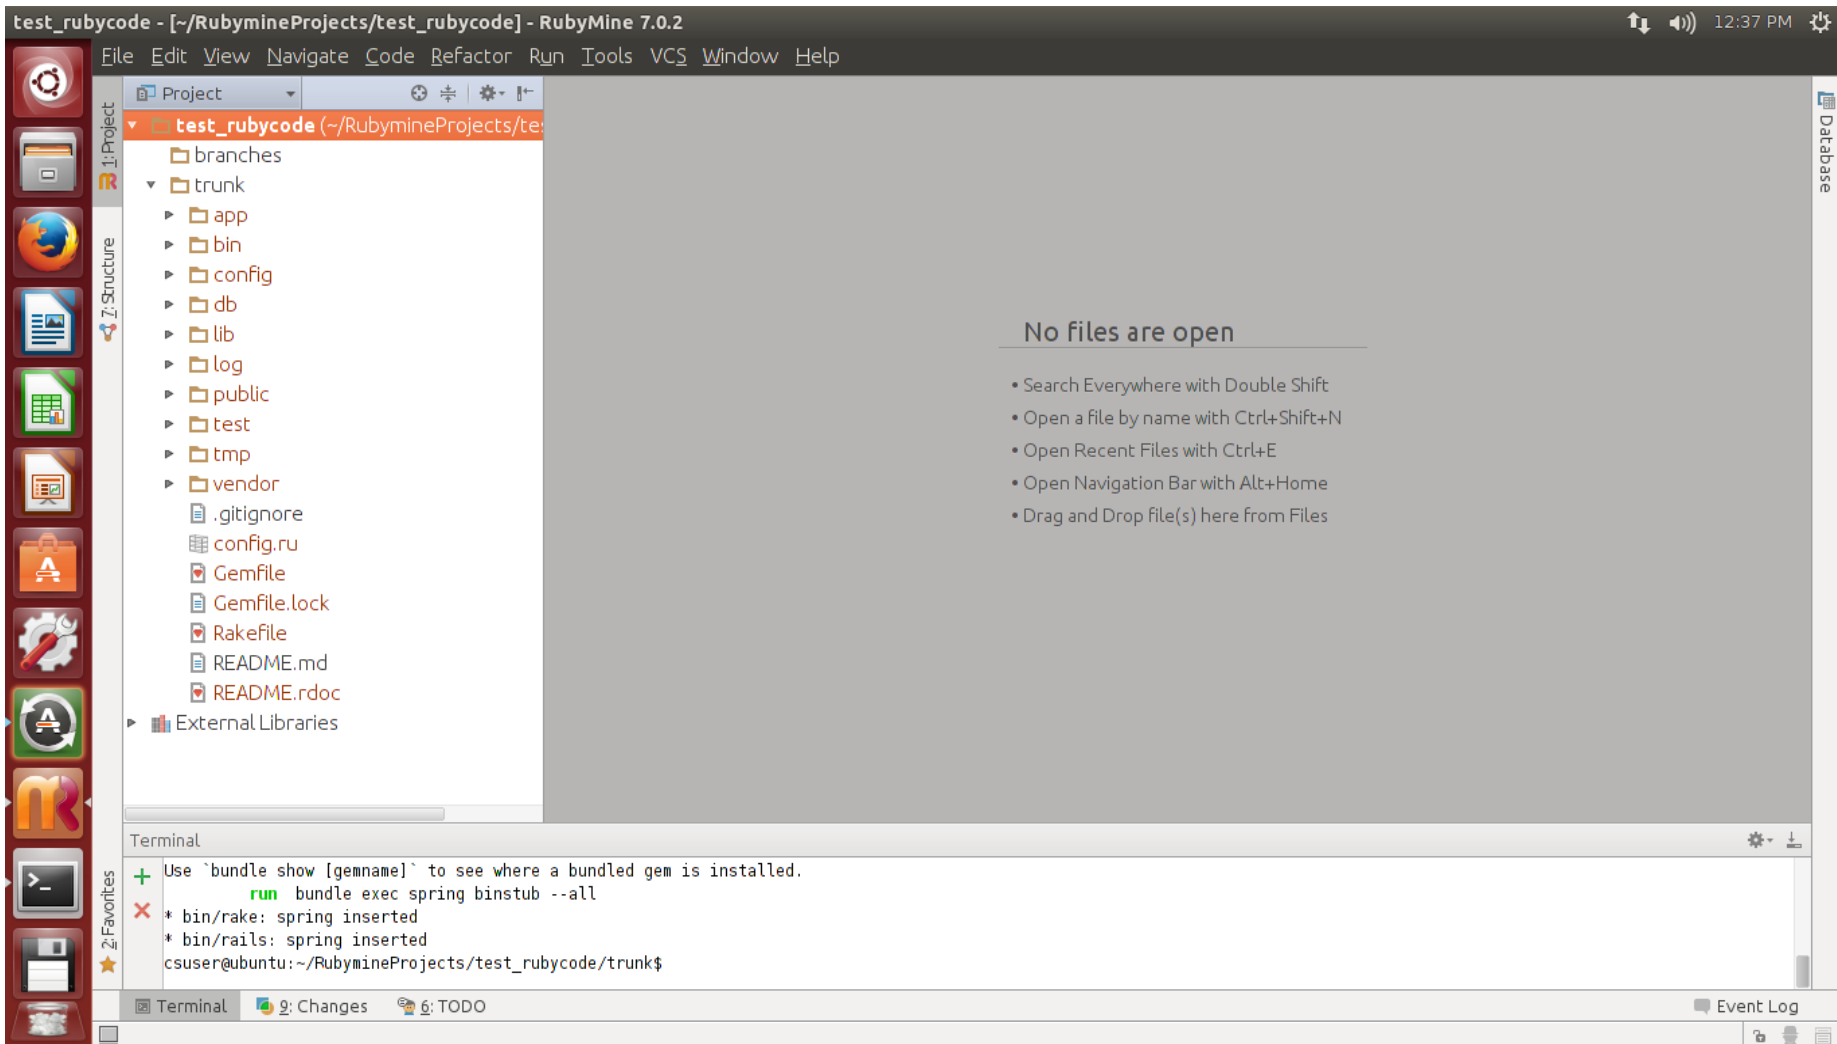 test_rubycode - [~/RubymineProjects/test_rubycode] - RubyMine 7.0.2
12:37 PM
File Edit View Navigate Code Refactor Run Tools VCS Window Help
1: Project
7: Structure
2: Favorites
Project
test_rubycode (~/RubymineProjects/te
branches
trunk
app
bin
config
db
lib
log
public
test
tmp
vendor
.gitignore
config.ru
Gemfile
Gemfile.lock
Rakefile
README.md
README.rdoc
External Libraries
No files are open
• Search Everywhere with Double Shift
• Open a file by name with Ctrl+Shift+N
• Open Recent Files with Ctrl+E
• Open Navigation Bar with Alt+Home
• Drag and Drop file(s) here from Files
Database
Terminal
Use `bundle show [gemname]` to see where a bundled gem is installed.
run bundle exec spring binstub --all
* bin/rake: spring inserted
* bin/rails: spring inserted
csuser@ubuntu:~/RubymineProjects/test_rubycode/trunk$
Terminal 9: Changes 6: TODO Event Log